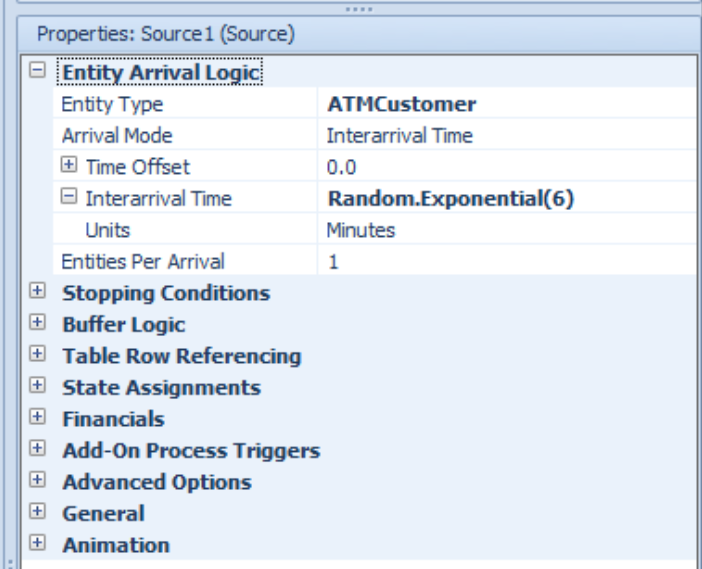 Properties: Source1 (Source)
Entity Arrival Logic
Entity Type ATMCustomer
Arrival Mode Interarrival Time
Time Offset 0.0
Interarrival Time Random.Exponential(6)
Units Minutes
Entities Per Arrival 1
Stopping Conditions
Buffer Logic
Table Row Referencing
State Assignments
Financials
Add-On Process Triggers
Advanced Options
General
Animation